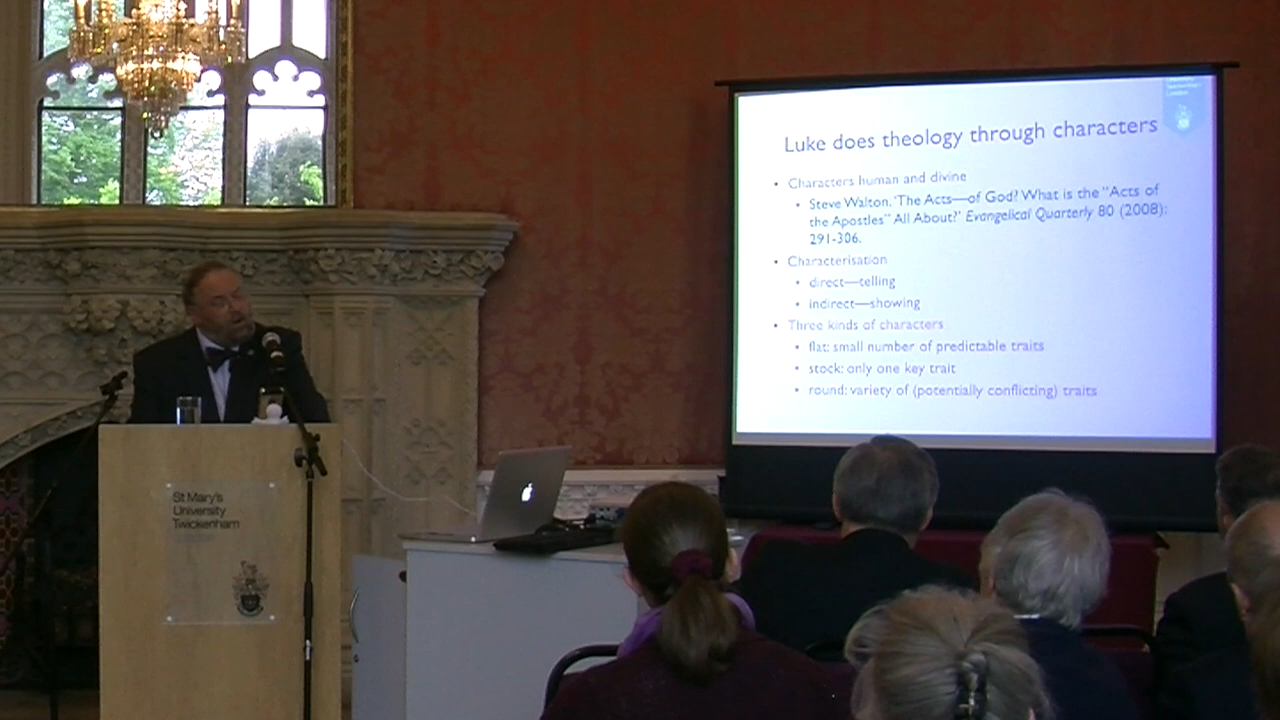 Luke does theology through characters
• Characters human and divine
• Steve Walton. 'The Acts—of God? What is the "Acts of
the Apostles" All About?' Evangelical Quarterly 80 (2008):
291-306.
• Characterisation
• direct—telling
• indirect—showing
• Three kinds of characters
• flat: small number of predictable traits
• stock: only one key trait
• round: variety of (potentially conflicting) traits
St Mary's
University
Twickenham